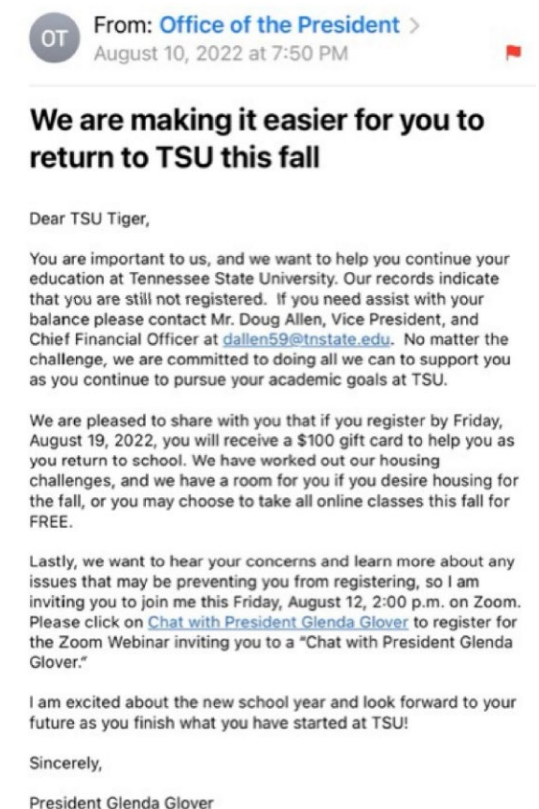 OT
From: Office of the President >
August 10, 2022 at 7:50 PM
We are making it easier for you to
return to TSU this fall
Dear TSU Tiger,
You are important to us, and we want to help you continue your
education at Tennessee State University. Our records indicate
that you are still not registered.  If you need assist with your
balance please contact Mr. Doug Allen, Vice President, and
Chief Financial Officer at dallen59@tnstate.edu.  No matter the
challenge, we are committed to doing all we can to support you
as you continue to pursue your academic goals at TSU.
We are pleased to share with you that if you register by Friday,
August 19, 2022, you will receive a $100 gift card to help you as
you return to school. We have worked out our housing
challenges, and we have a room for you if you desire housing for
the fall, or you may choose to take all online classes this fall for
FREE.
Lastly, we want to hear your concerns and learn more about any
issues that may be preventing you from registering, so I am
inviting you to join me this Friday, August 12, 2:00 p.m. on Zoom.
Please click on Chat with President Glenda Glover to register for
the Zoom Webinar inviting you to a "Chat with President Glenda
Glover."
I am excited about the new school year and look forward to your
future as you finish what you have started at TSU!
Sincerely,
President Glenda Glover